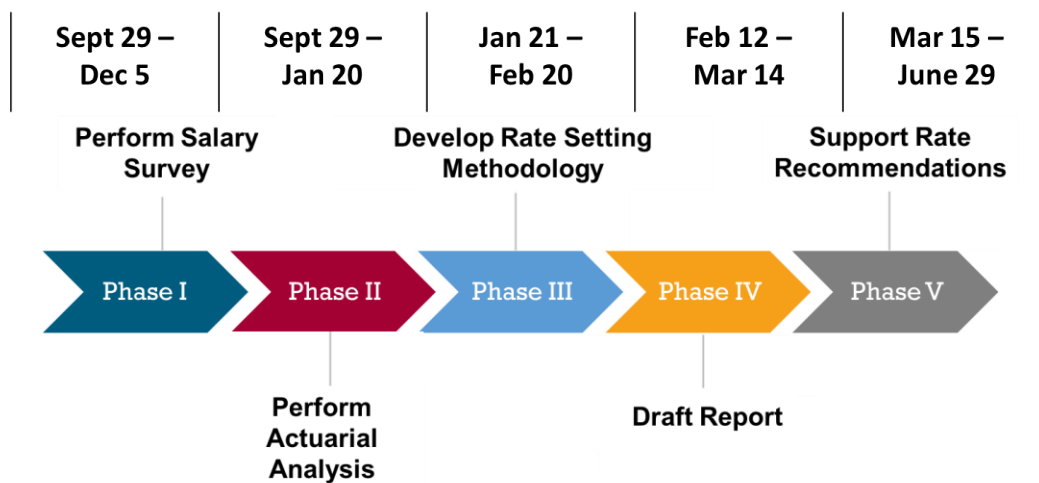 Sept 29 –
Dec 5
Sept 29 –
Jan 20
Jan 21 –
Feb 20
Feb 12 –
Mar 14
Mar 15 –
June 29
Perform Salary
Survey
Develop Rate Setting
Methodology
Support Rate
Recommendations
Phase I
Phase II
Phase III
Phase IV
Phase V
Perform
Actuarial
Analysis
Draft Report